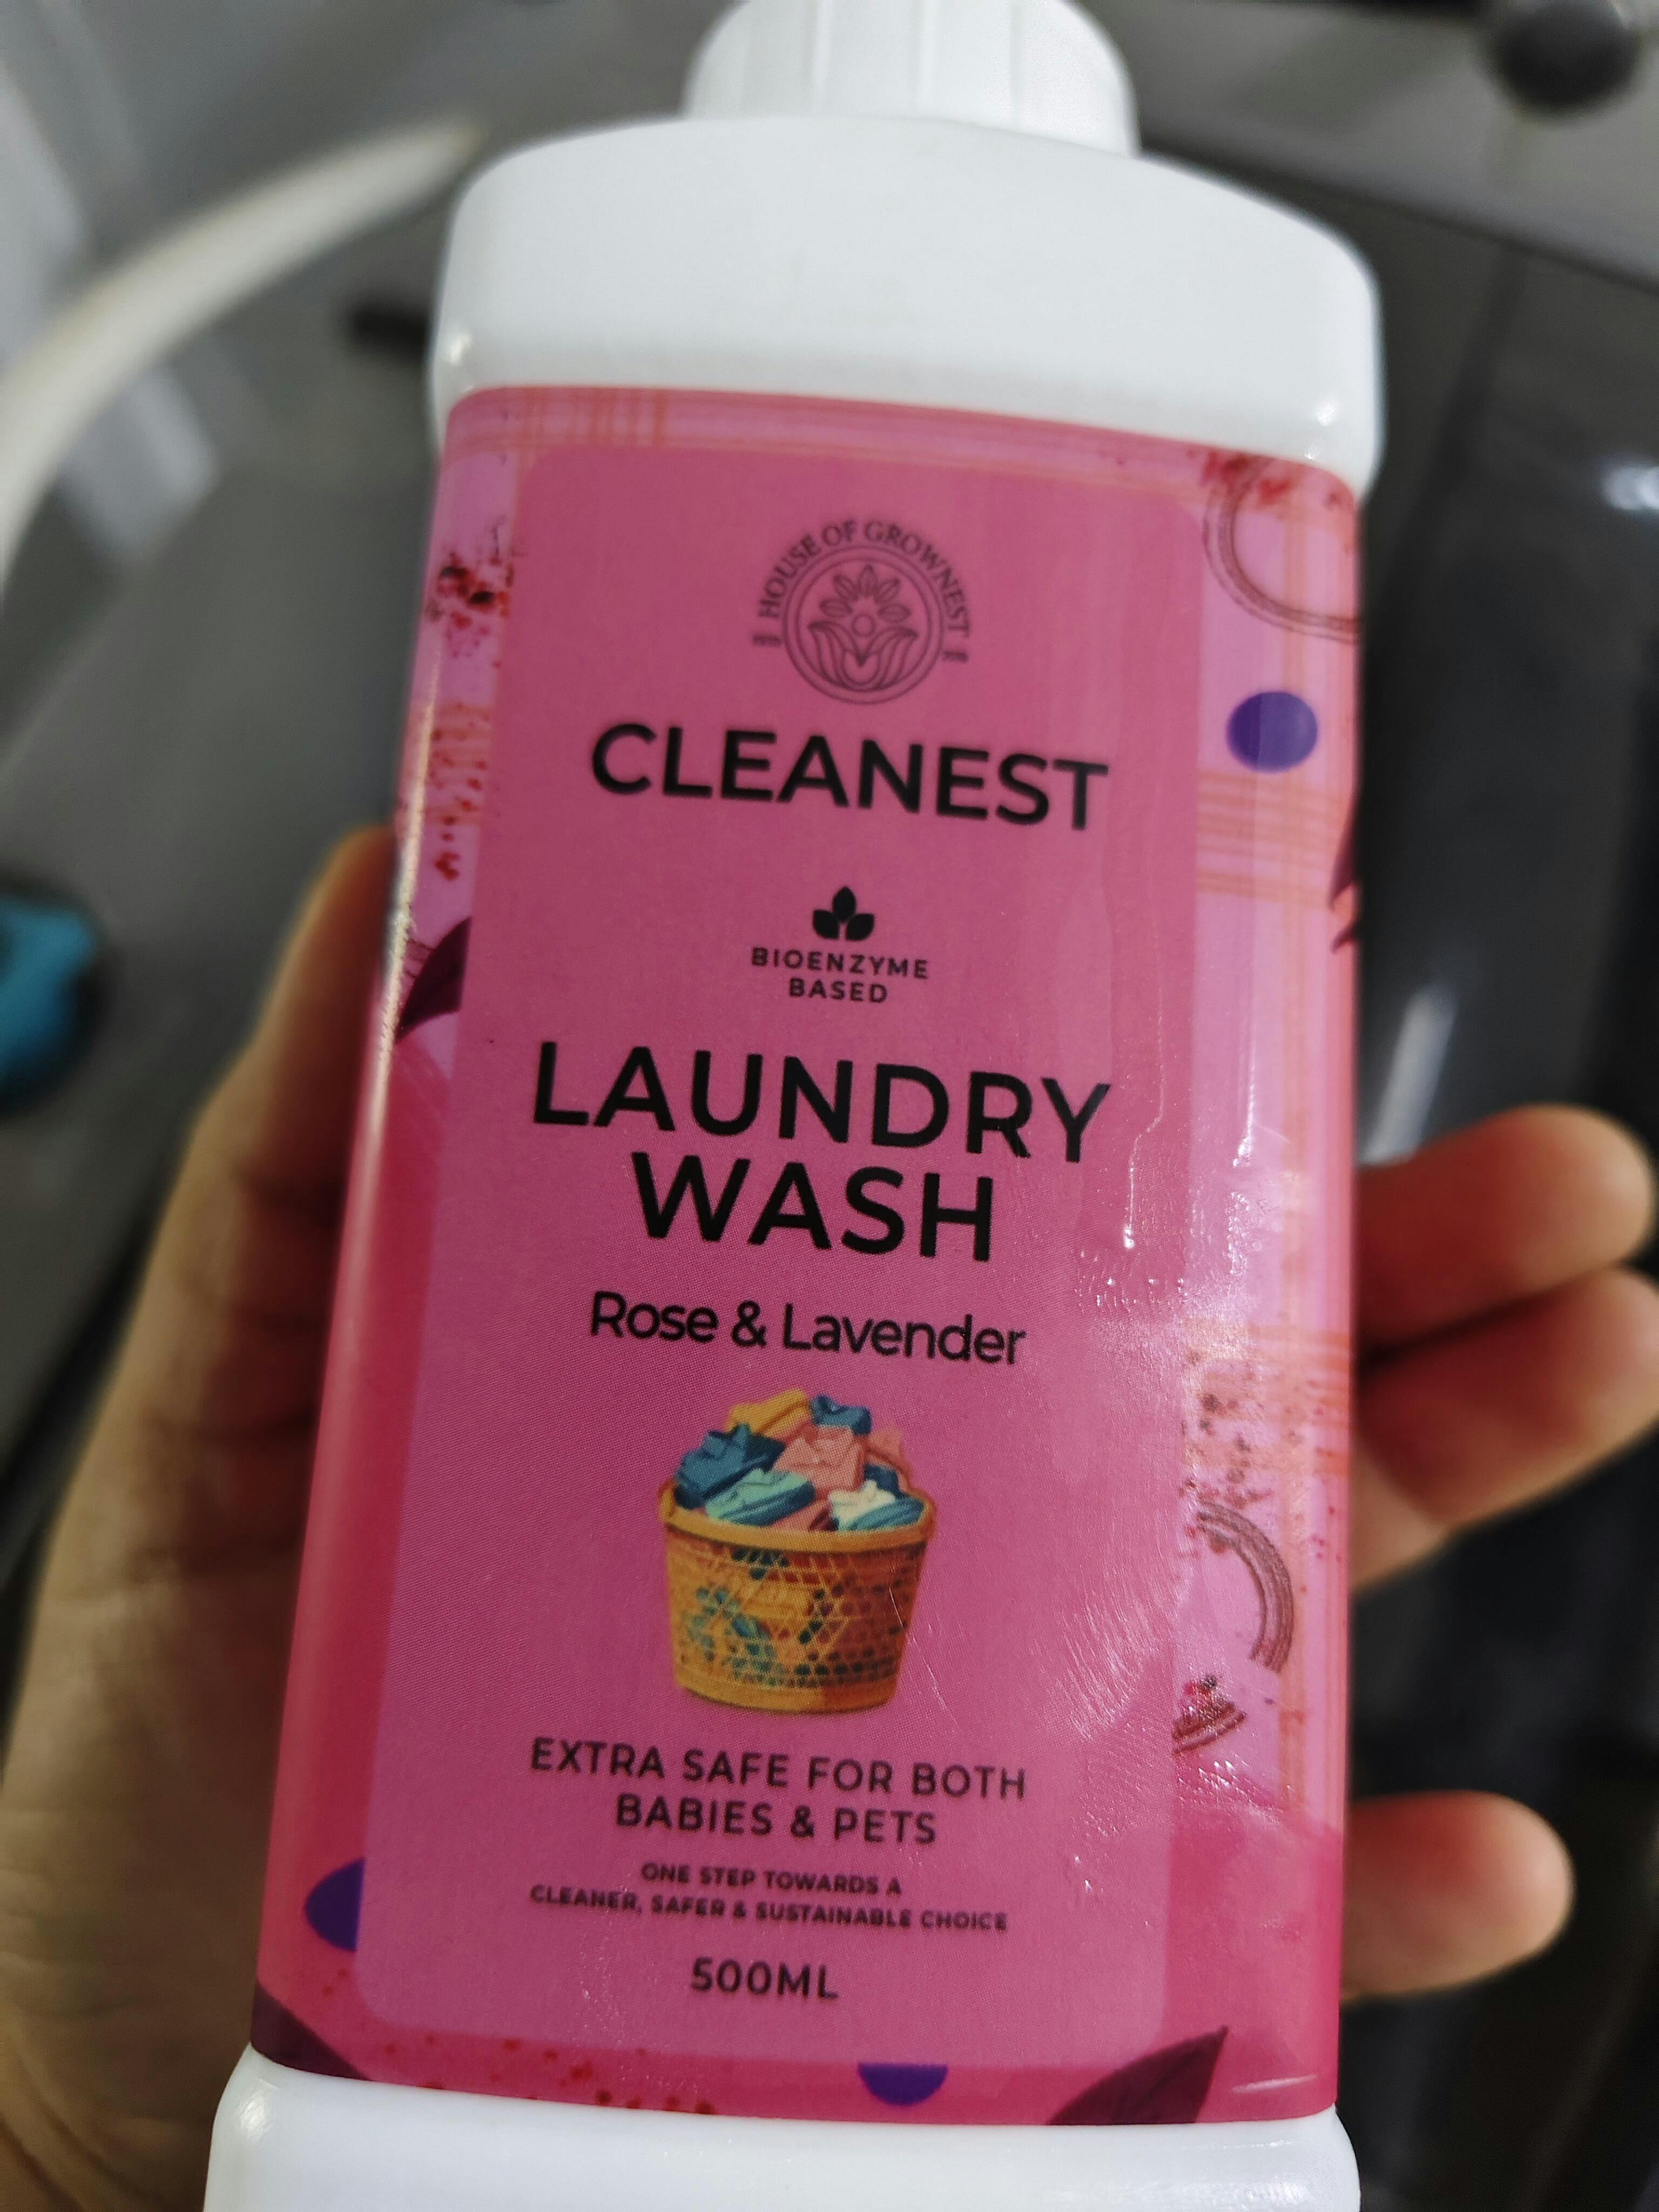 HOUSE OF GROWNEST
CLEANEST
BIOENZYME
BASED
LAUNDRY
WASH
Rose & Lavender
EXTRA SAFE FOR BOTH
BABIES & PETS
ONE STEP TOWARDS A
CLEANER, SAFER & SUSTAINABLE CHOICE
500ML